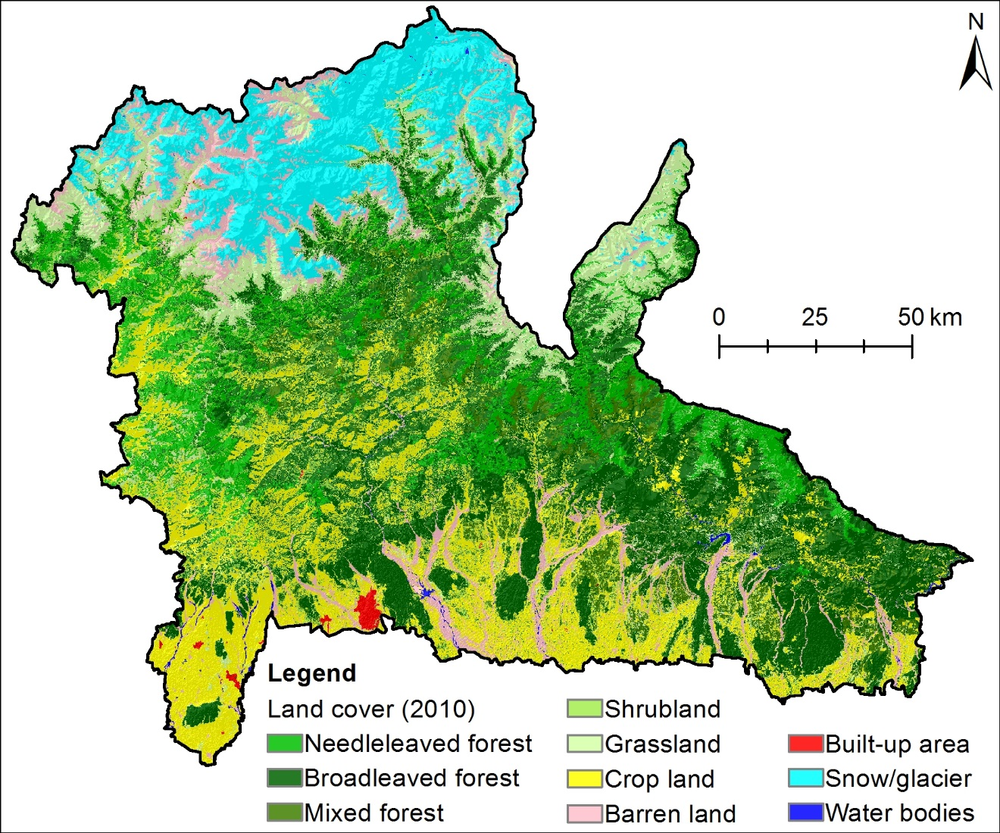 N
0 25 50 km
Legend
Land cover (2010)
Needleleaved forest
Broadleaved forest
Mixed forest
Shrubland
Grassland
Crop land
Barren land
Built-up area
Snow/glacier
Water bodies